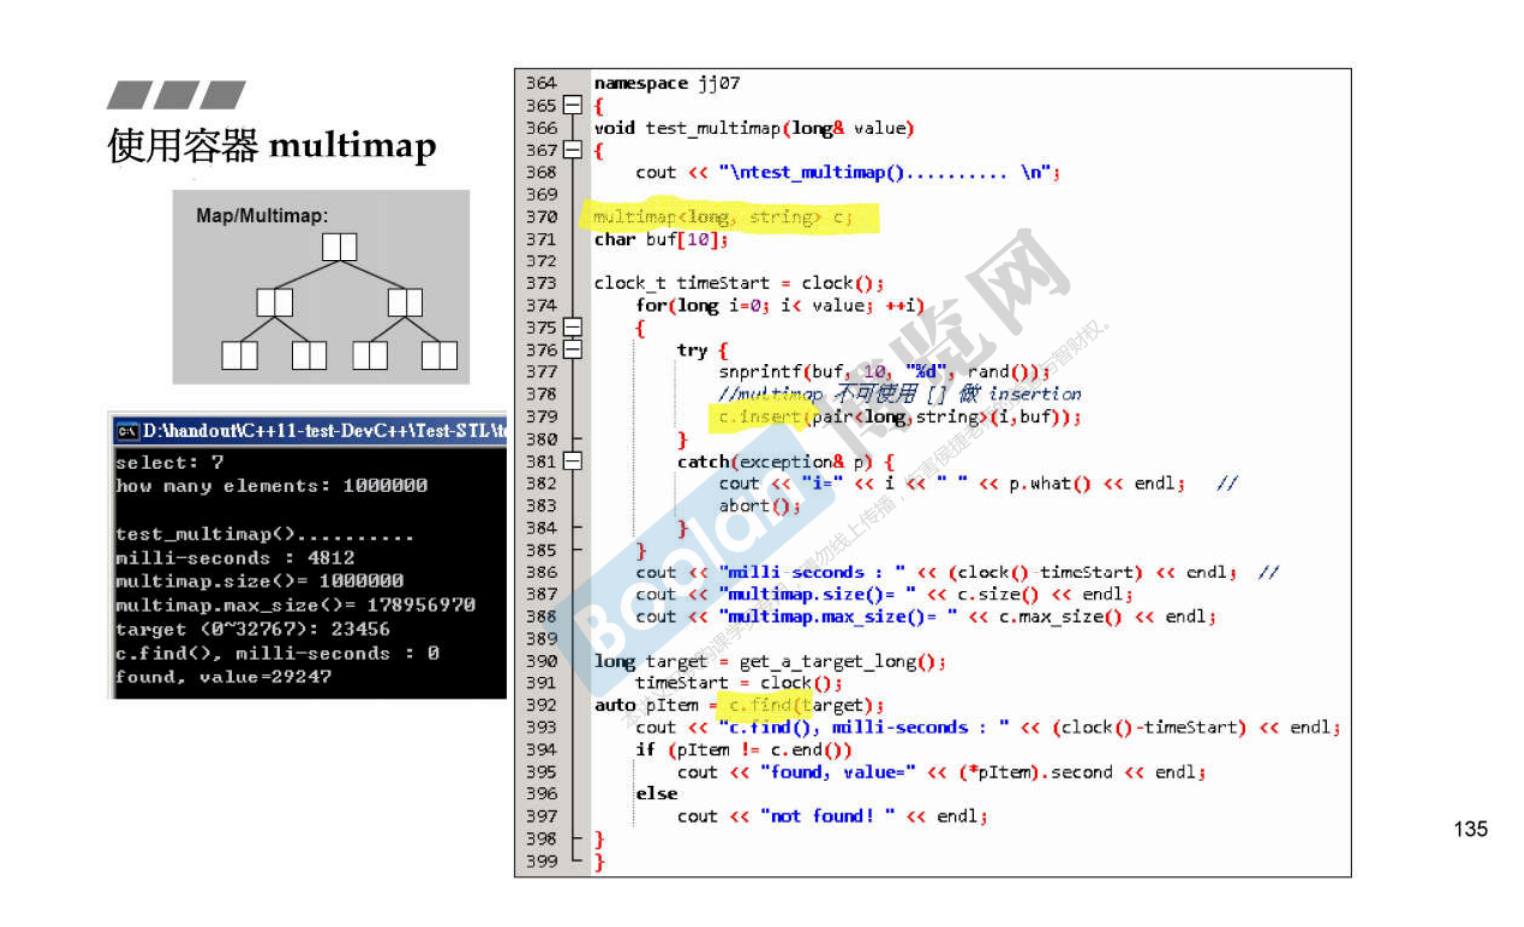 使用容器 multimap
Map/Multimap:
D:\handout\C++11-test-DevC++\Test-STL\t
select: 7
how many elements: 1000000
test_multimap()..........
milli-seconds : 4812
multimap.size()= 1000000
multimap.max_size()= 178956970
target (0~32767): 23456
c.find(), milli-seconds : 0
found, value=29247
364 namespace jj07
365 {
366 void test_multimap(long& value)
367 {
368 cout << "\ntest_multimap().......... \n";
369
370 multimap<long, string> c;
371 char buf[10];
372
373 clock_t timeStart = clock();
374 for(long i=0; i< value; ++i)
375 {
376 try {
377 snprintf(buf, 10, "%d", rand());
378 //multimap 不可使用 [] 做 insertion
379 c.insert(pair<long,string>(i,buf));
380 }
381 catch(exception& p) {
382 cout << "i=" << i << " " << p.what() << endl; //
383 abort();
384 }
385 }
386 cout << "milli-seconds : " << (clock()-timeStart) << endl; //
387 cout << "multimap.size()= " << c.size() << endl;
388 cout << "multimap.max_size()= " << c.max_size() << endl;
389
390 long target = get_a_target_long();
391 timeStart = clock();
392 auto pItem = c.find(target);
393 cout << "c.find(), milli-seconds : " << (clock()-timeStart) << endl;
394 if (pItem != c.end())
395 cout << "found, value=" << (*pItem).second << endl;
396 else
397 cout << "not found! " << endl;
398 }
399 }
Boolan
博览网
135